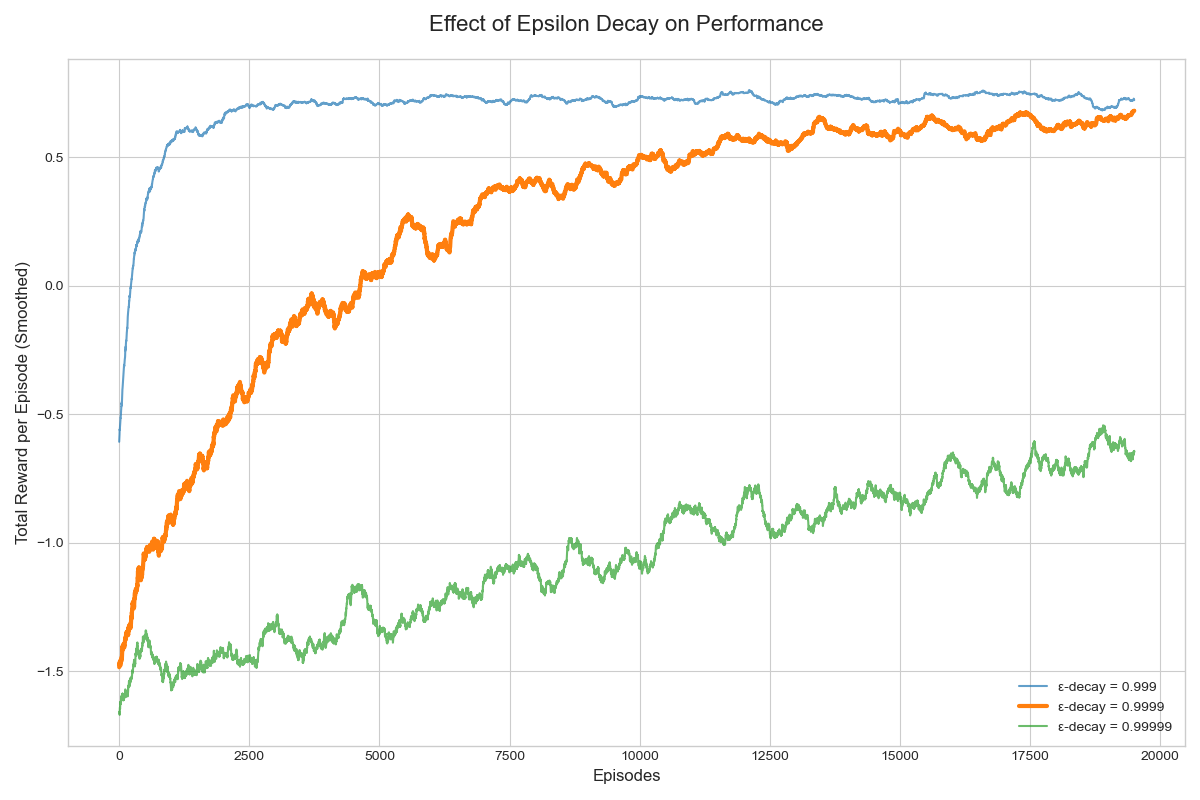 Effect of Epsilon Decay on Performance
Total Reward per Episode (Smoothed)
0.5
0.0
−0.5
−1.0
−1.5
ε-decay = 0.999
ε-decay = 0.9999
ε-decay = 0.99999
0 2500 5000 7500 10000 12500 15000 17500 20000
Episodes